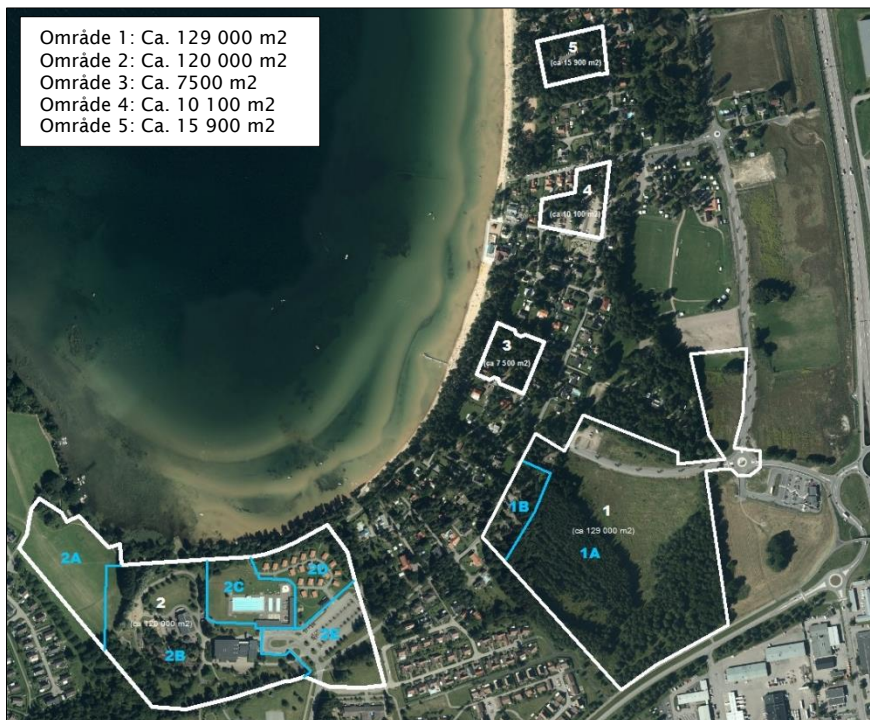 Område 1: Ca. 129 000 m2
Område 2: Ca. 120 000 m2
Område 3: Ca. 7500 m2
Område 4: Ca. 10 100 m2
Område 5: Ca. 15 900 m2
5
(ca 15 900 m2)
4
(ca 10 100 m2)
3
(ca 7 500 m2)
1B
1
(ca 129 000 m2)
1A
2A
2C
2D
2
(ca 120 000 m2)
2E
2B